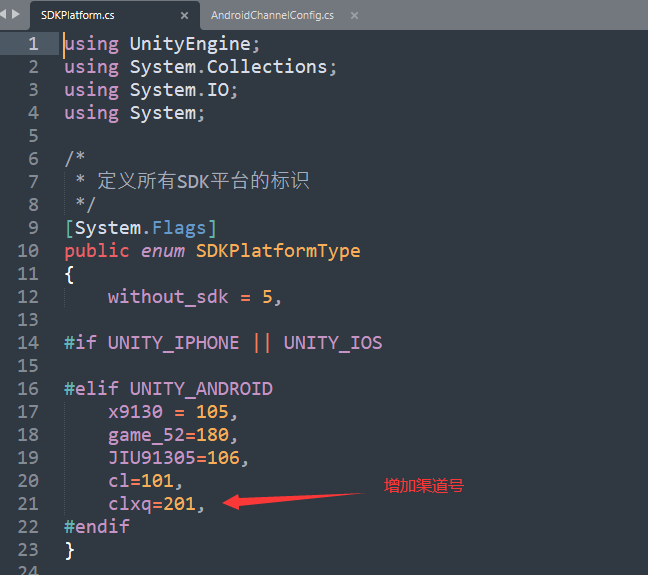 SDKPlatform.cs × AndroidChannelConfig.cs ×
1 using UnityEngine;
2 using System.Collections;
3 using System.IO;
4 using System;
5
6 /*
7  * 定义所有SDK平台的标识
8  */
9 [System.Flags]
10 public enum SDKPlatformType
11 {
12     without_sdk = 5,
13
14 #if UNITY_IPHONE || UNITY_IOS
15
16 #elif UNITY_ANDROID
17     x9130 = 105,
18     game_52=180,
19     JIU91305=106,
20     cl=101,
21     clxq=201, 增加渠道号
22 #endif
23 }
24